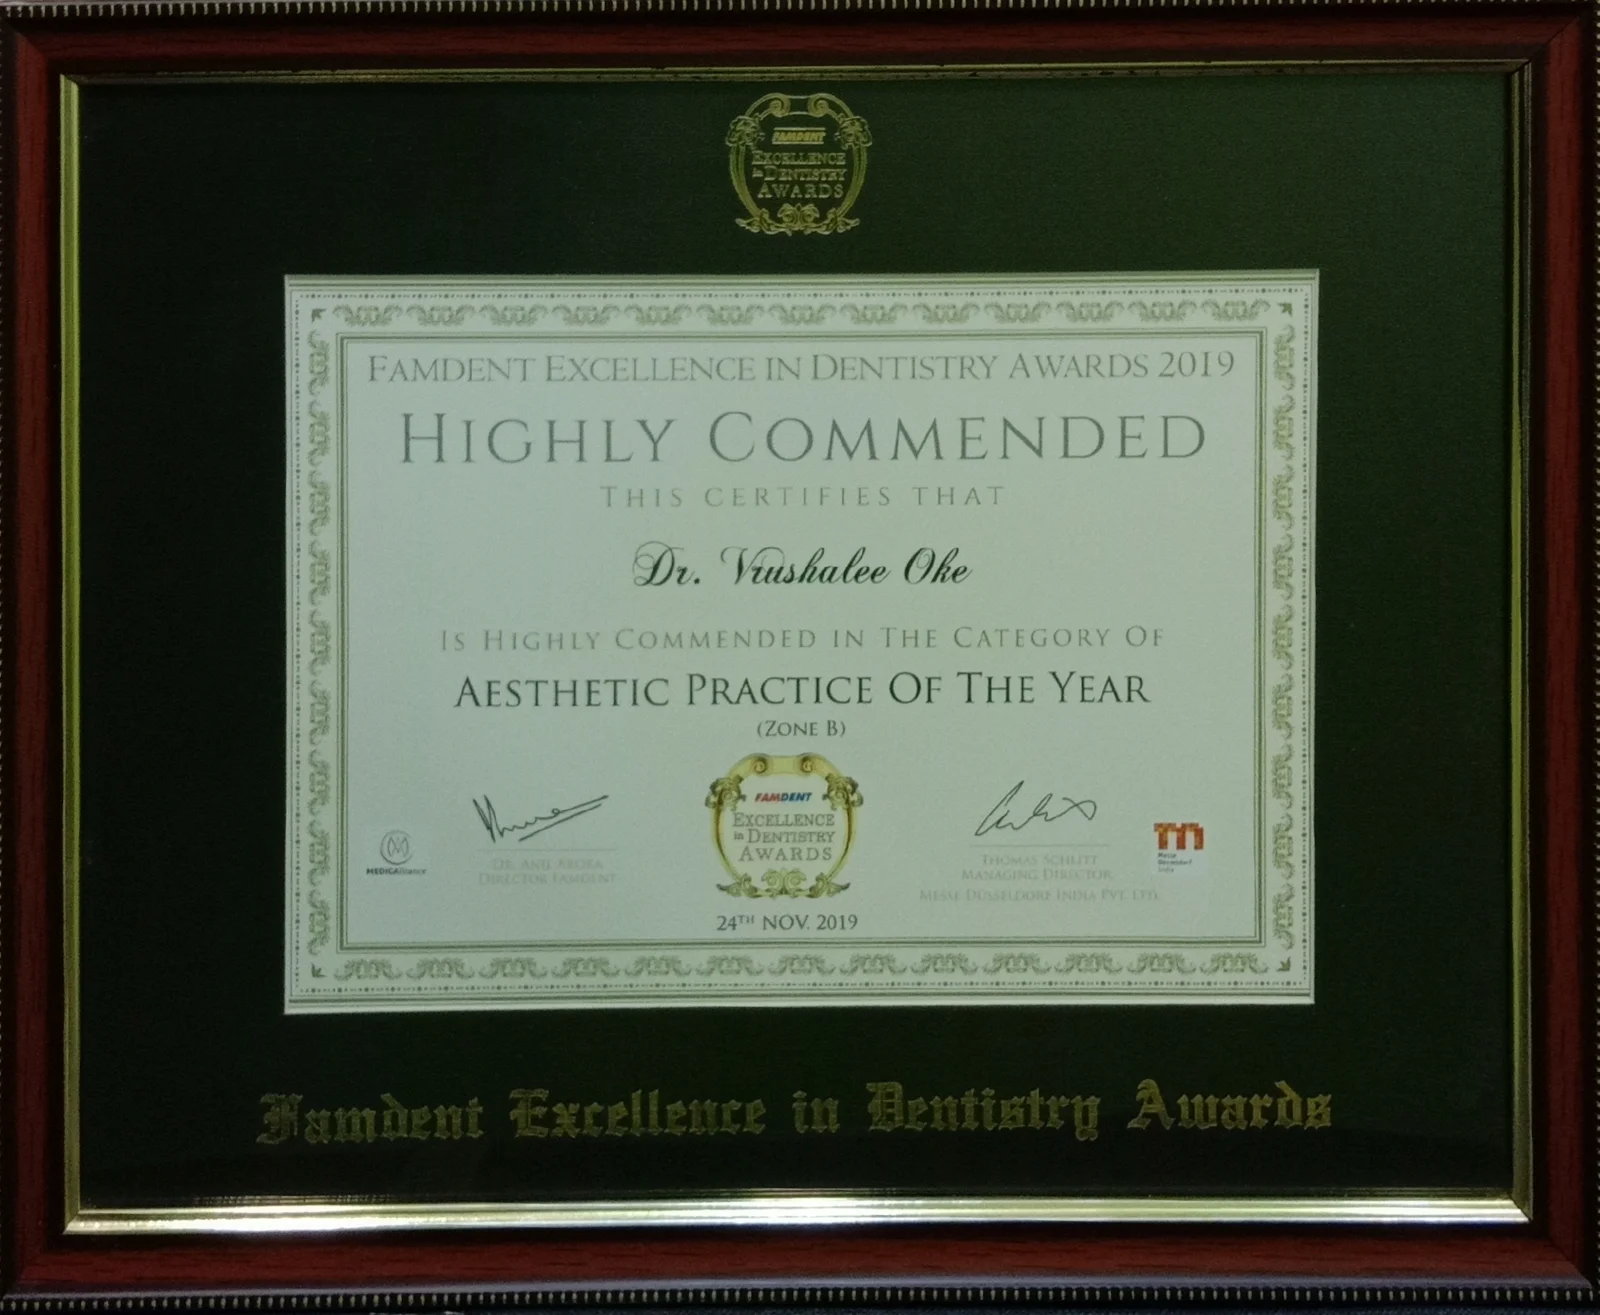 FAMDENT
EXCELLENCE
in DENTISTRY
AWARDS
FAMDENT EXCELLENCE IN DENTISTRY AWARDS 2019
HIGHLY COMMENDED
THIS CERTIFIES THAT
Dr. Vrushalee Oke
IS HIGHLY COMMENDED IN THE CATEGORY OF
AESTHETIC PRACTICE OF THE YEAR
(ZONE B)
FAMDENT
EXCELLENCE
in DENTISTRY
AWARDS
MEDICAlliance
DR. ANIL ARORA
DIRECTOR FAMDENT
THOMAS SCHLITT
MANAGING DIRECTOR
MESSE DÜSSELDORF INDIA PVT. LTD.
Messe
Düsseldorf
India
24TH NOV. 2019
Famdent Excellence in Dentistry Awards